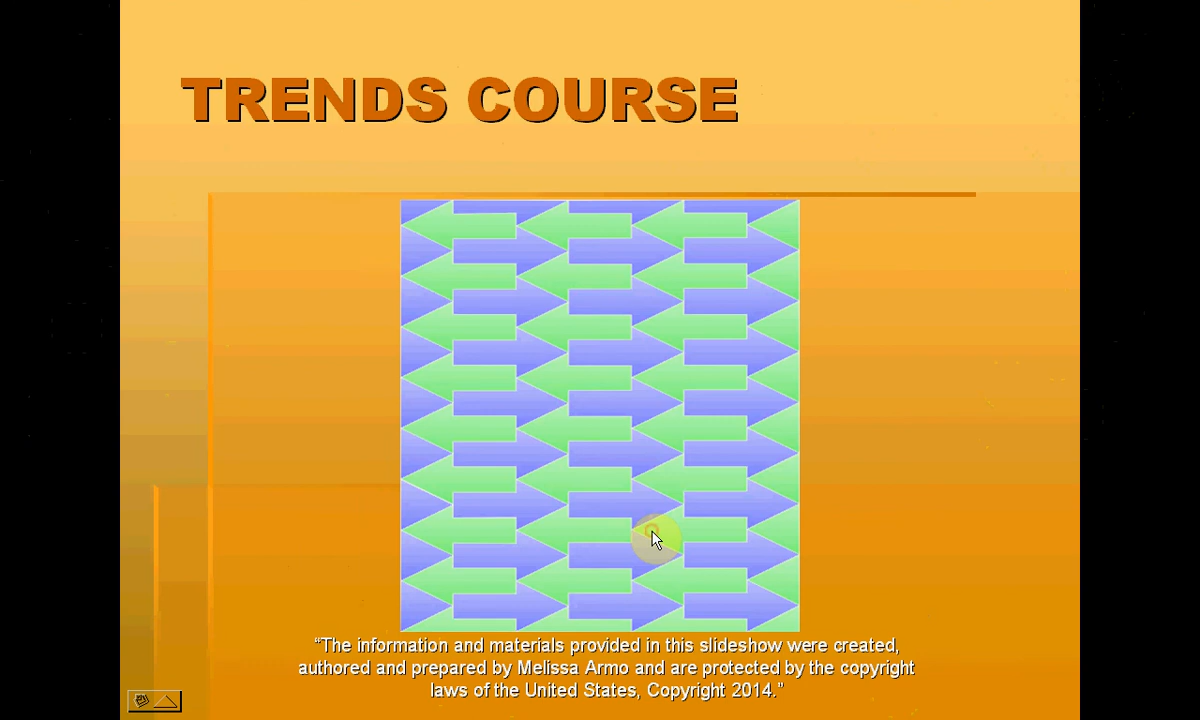 TRENDS COURSE
“The information and materials provided in this slideshow were created,
authored and prepared by Melissa Armo and are protected by the copyright
laws of the United States, Copyright 2014.”